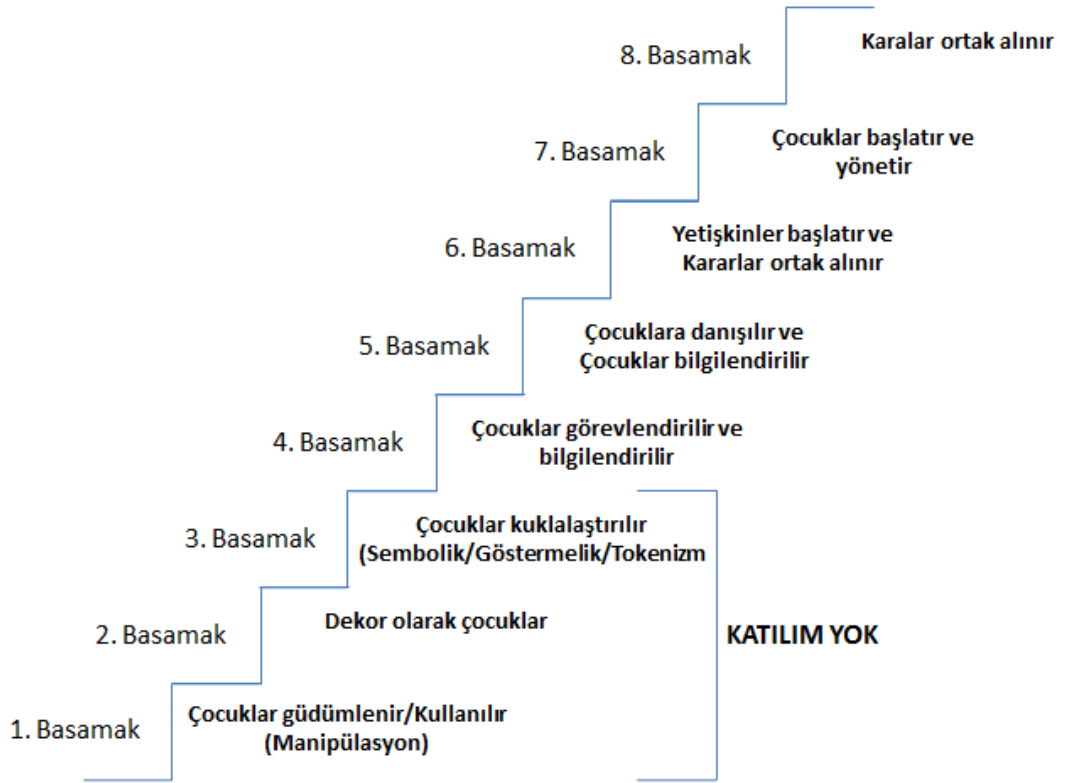 8. Basamak
Karalar ortak alınır
7. Basamak
Çocuklar başlatır ve
yönetir
6. Basamak
Yetişkinler başlatır ve
Kararlar ortak alınır
5. Basamak
Çocuklara danışılır ve
Çocuklar bilgilendirilir
4. Basamak
Çocuklar görevlendirilir ve
bilgilendirilir
3. Basamak
Çocuklar kuklalaştırılır
(Sembolik/Göstermelik/Tokenizm
2. Basamak
Dekor olarak çocuklar
KATILIM YOK
1. Basamak
Çocuklar güdümlenir/Kullanılır
(Manipülasyon)